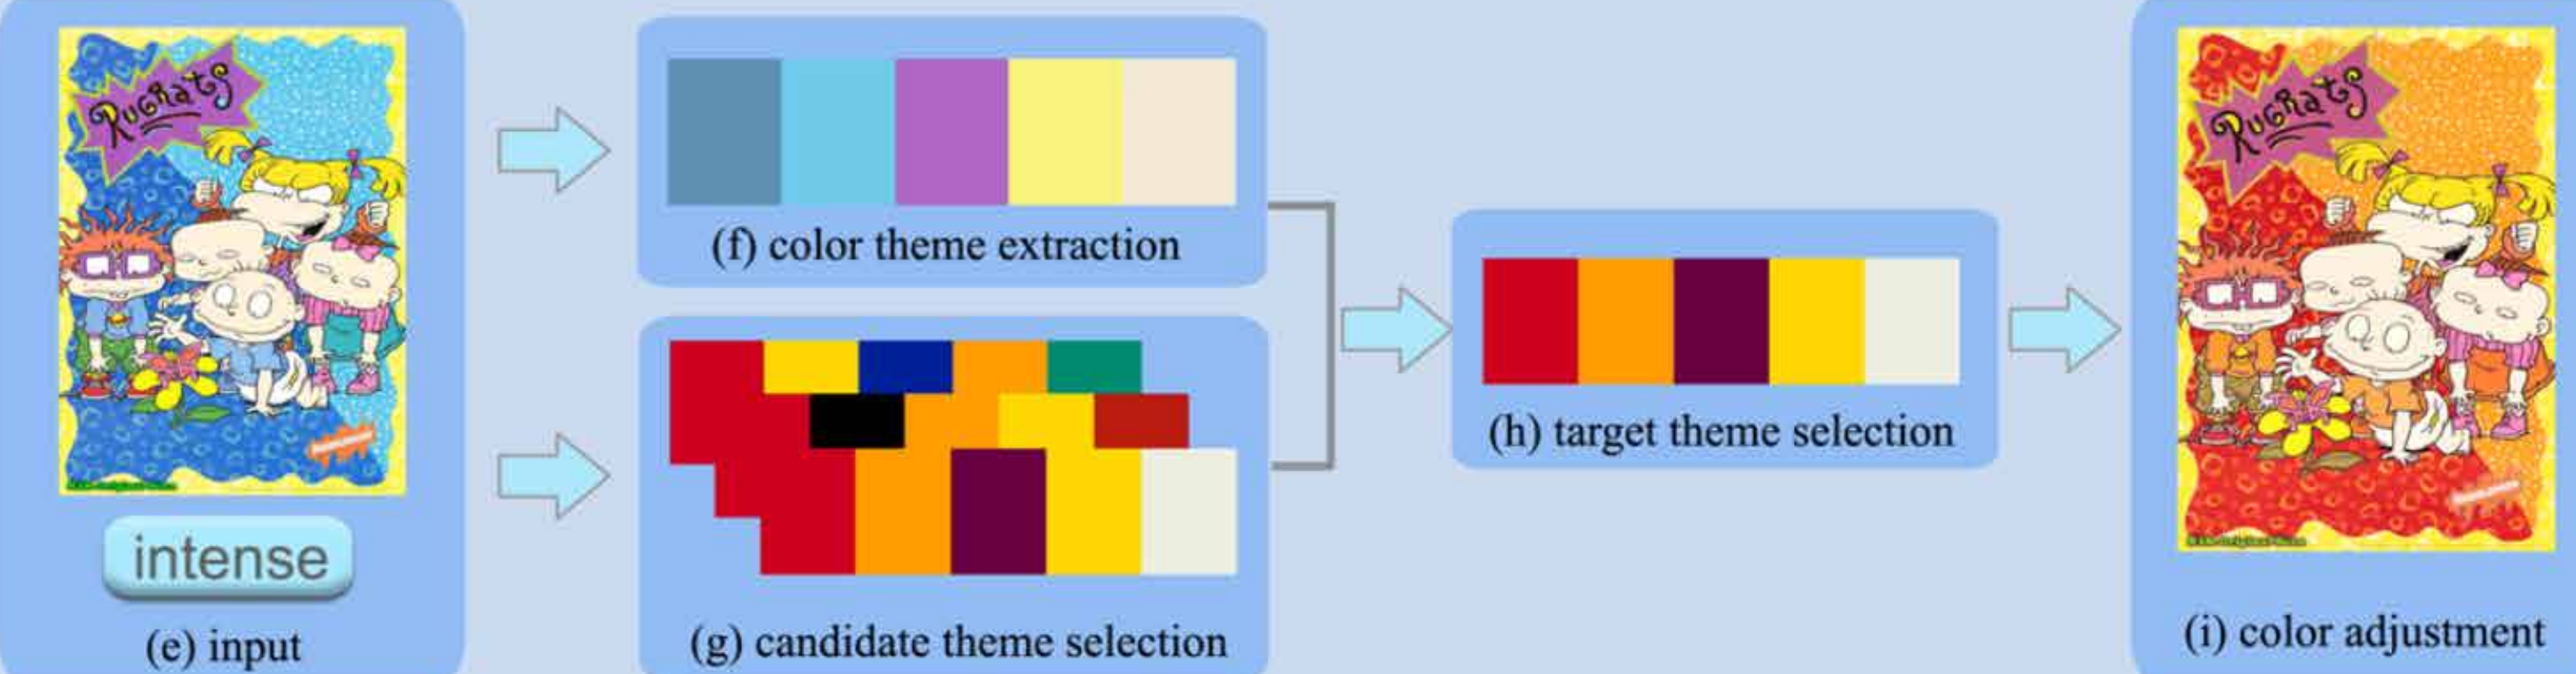 RUGRATS
intense
(e) input
(f) color theme extraction
(g) candidate theme selection
(h) target theme selection
RUGRATS
(i) color adjustment